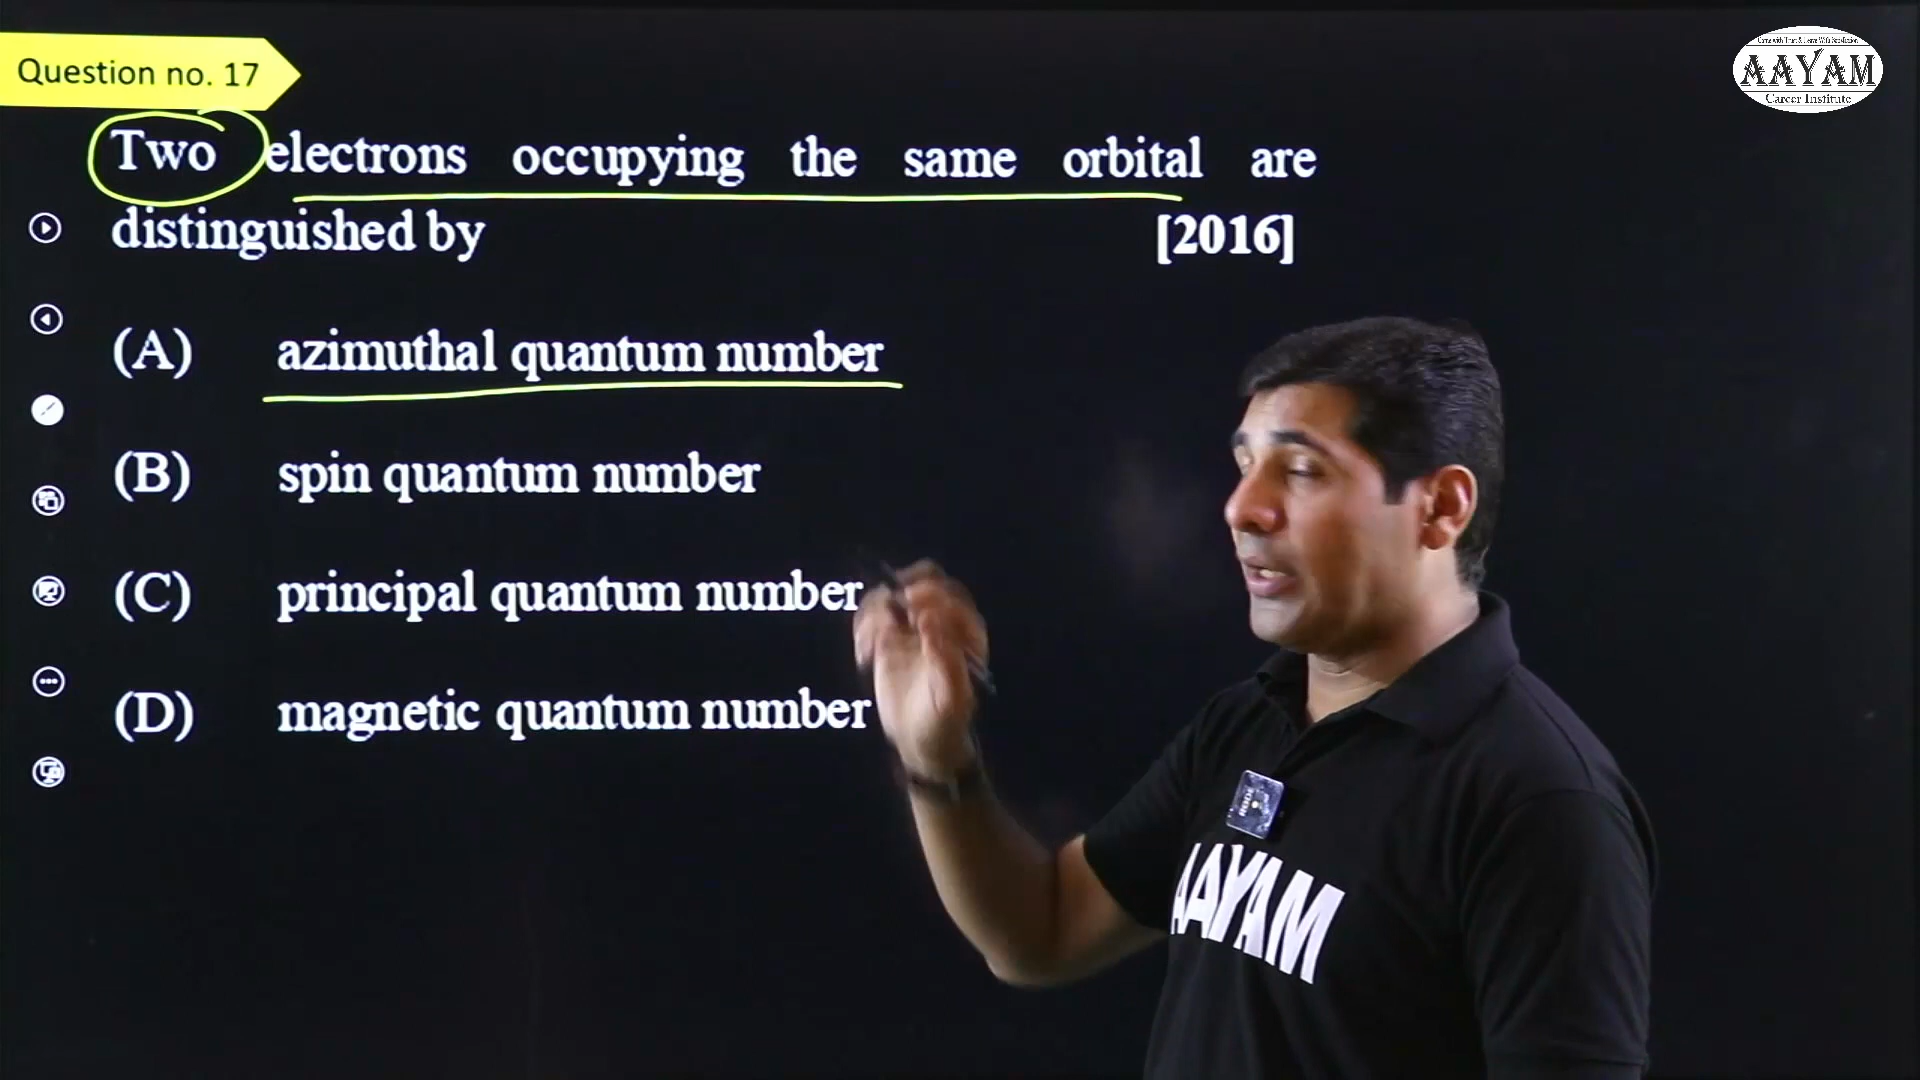 Question no. 17
AAYAM
Career Institute
Two electrons occupying the same orbital are
distinguished by [2016]
(A) azimuthal quantum number
(B) spin quantum number
(C) principal quantum number
(D) magnetic quantum number
AAYAM